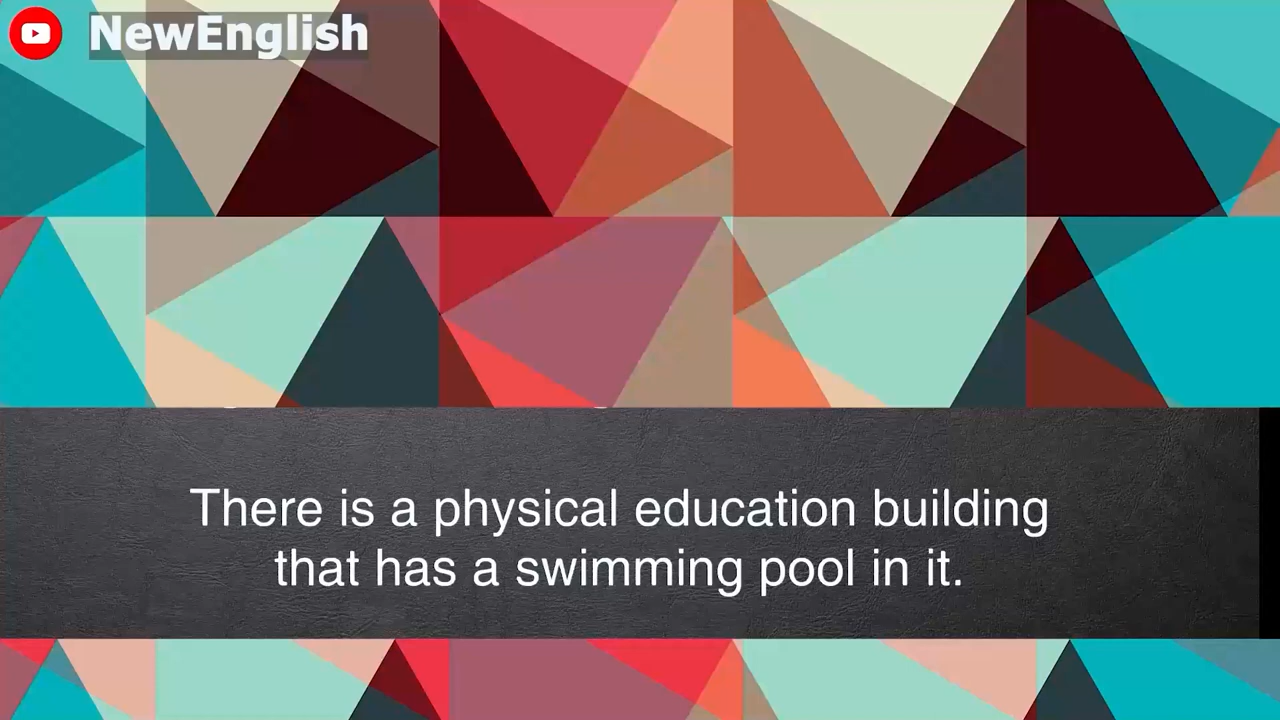 NewEnglish
There is a physical education building
that has a swimming pool in it.